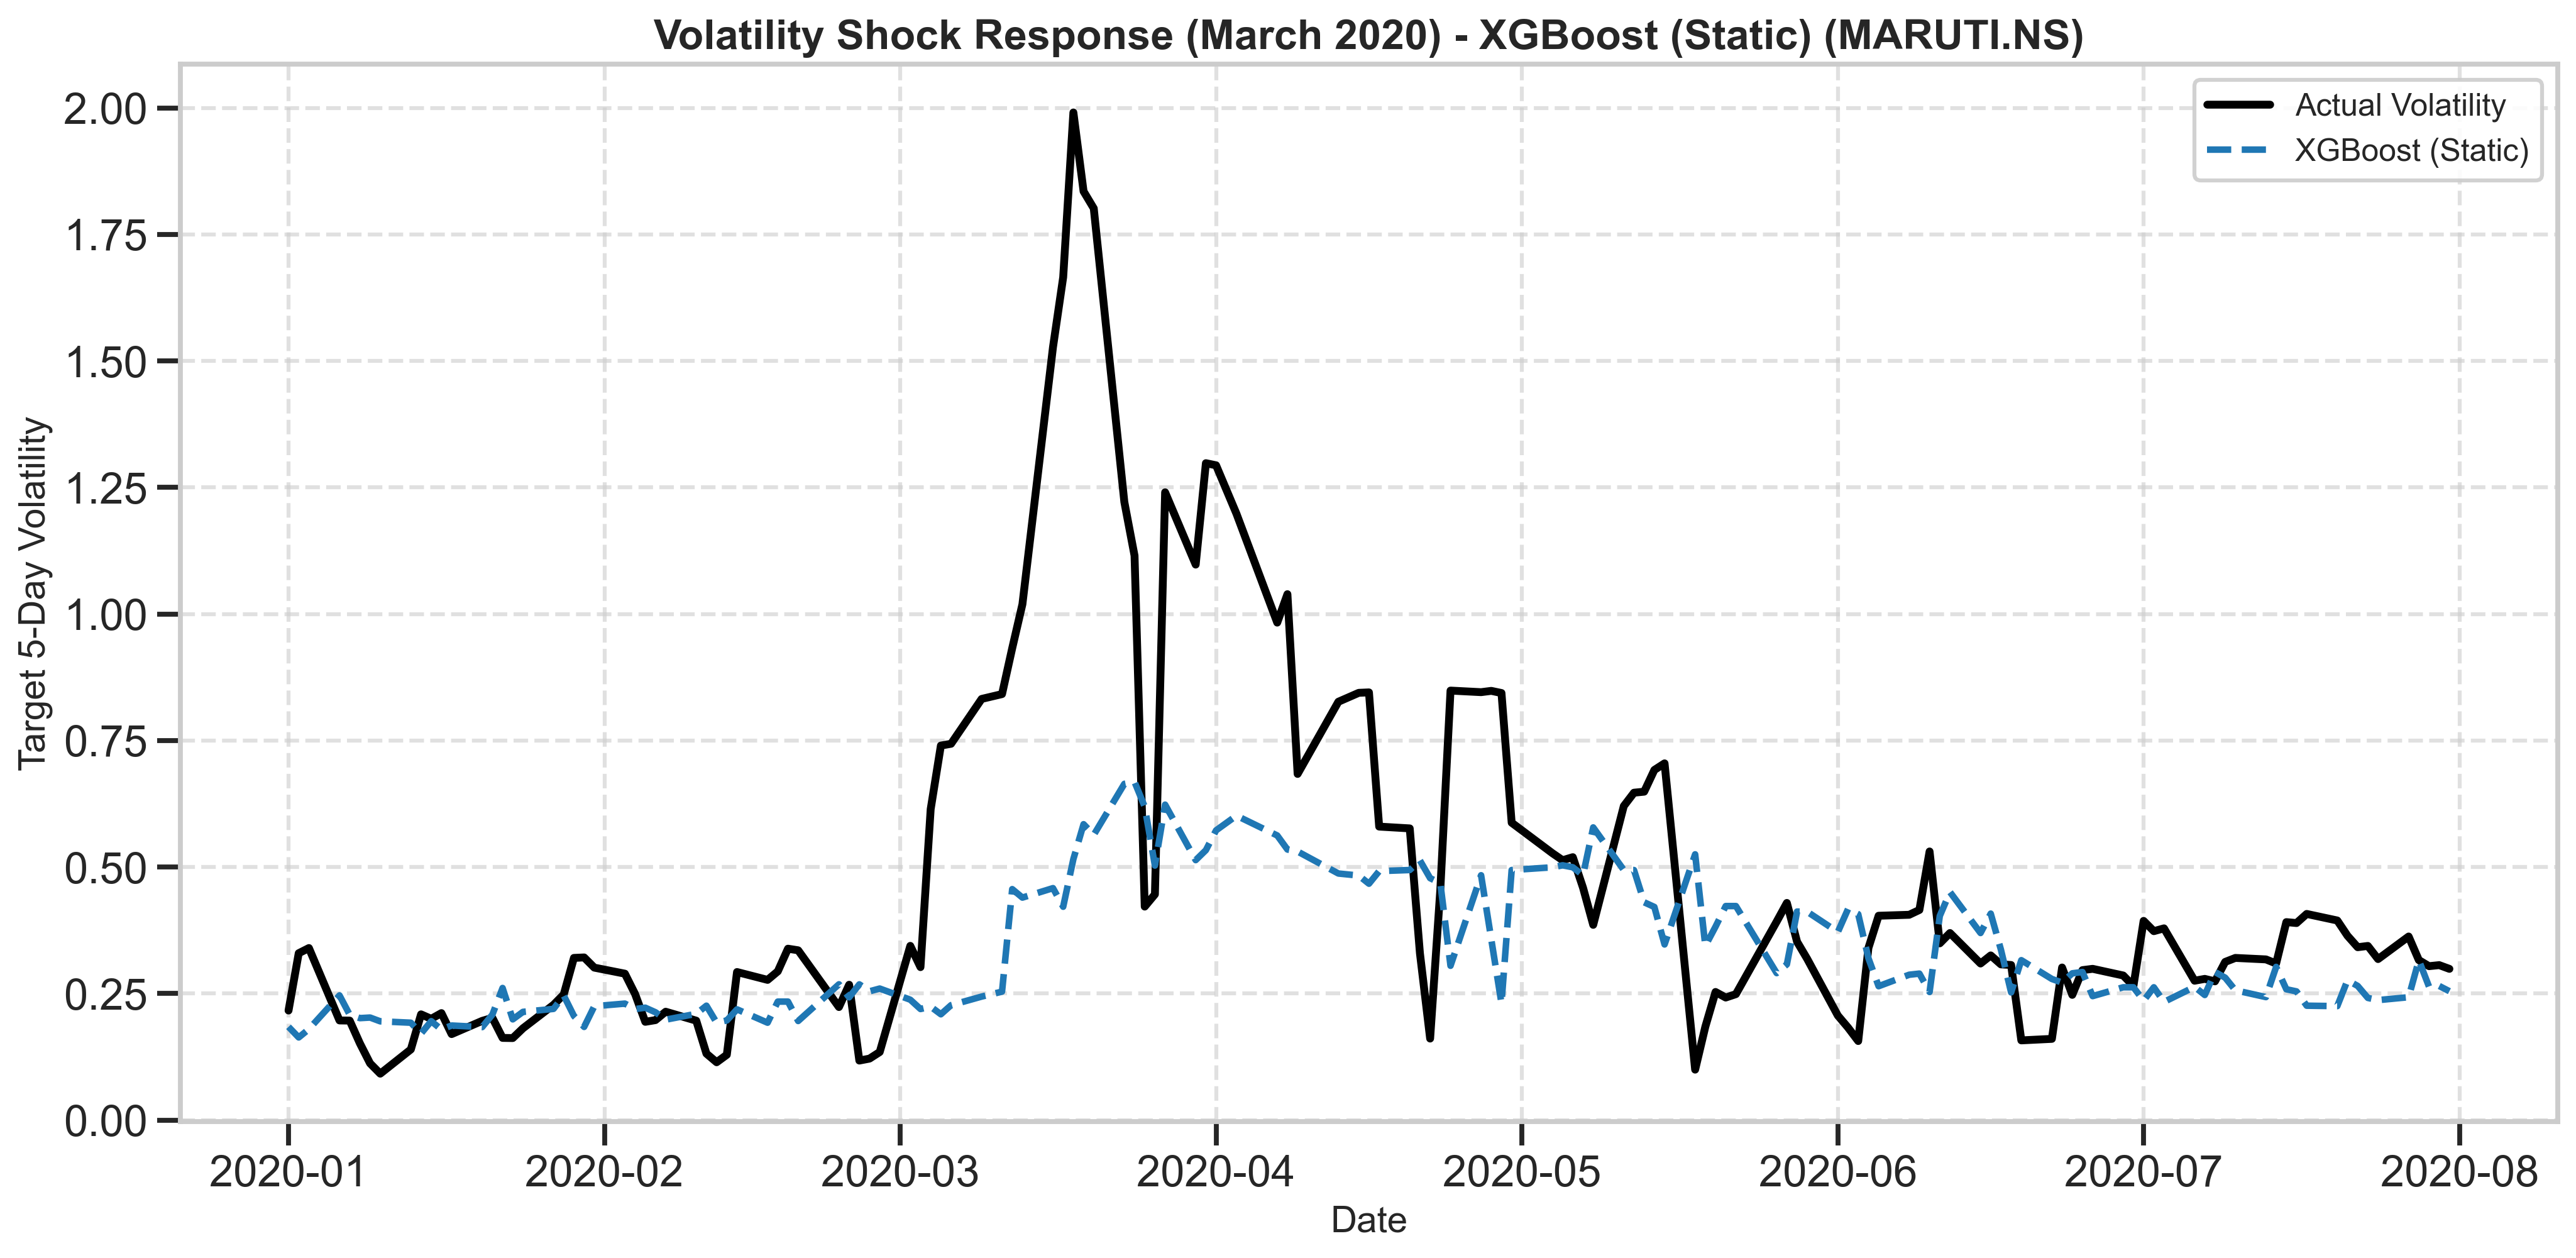 Volatility Shock Response (March 2020) - XGBoost (Static) (MARUTI.NS)
Actual Volatility
XGBoost (Static)
Target 5-Day Volatility
2.00
1.75
1.50
1.25
1.00
0.75
0.50
0.25
0.00
2020-01 2020-02 2020-03 2020-04 2020-05 2020-06 2020-07 2020-08
Date